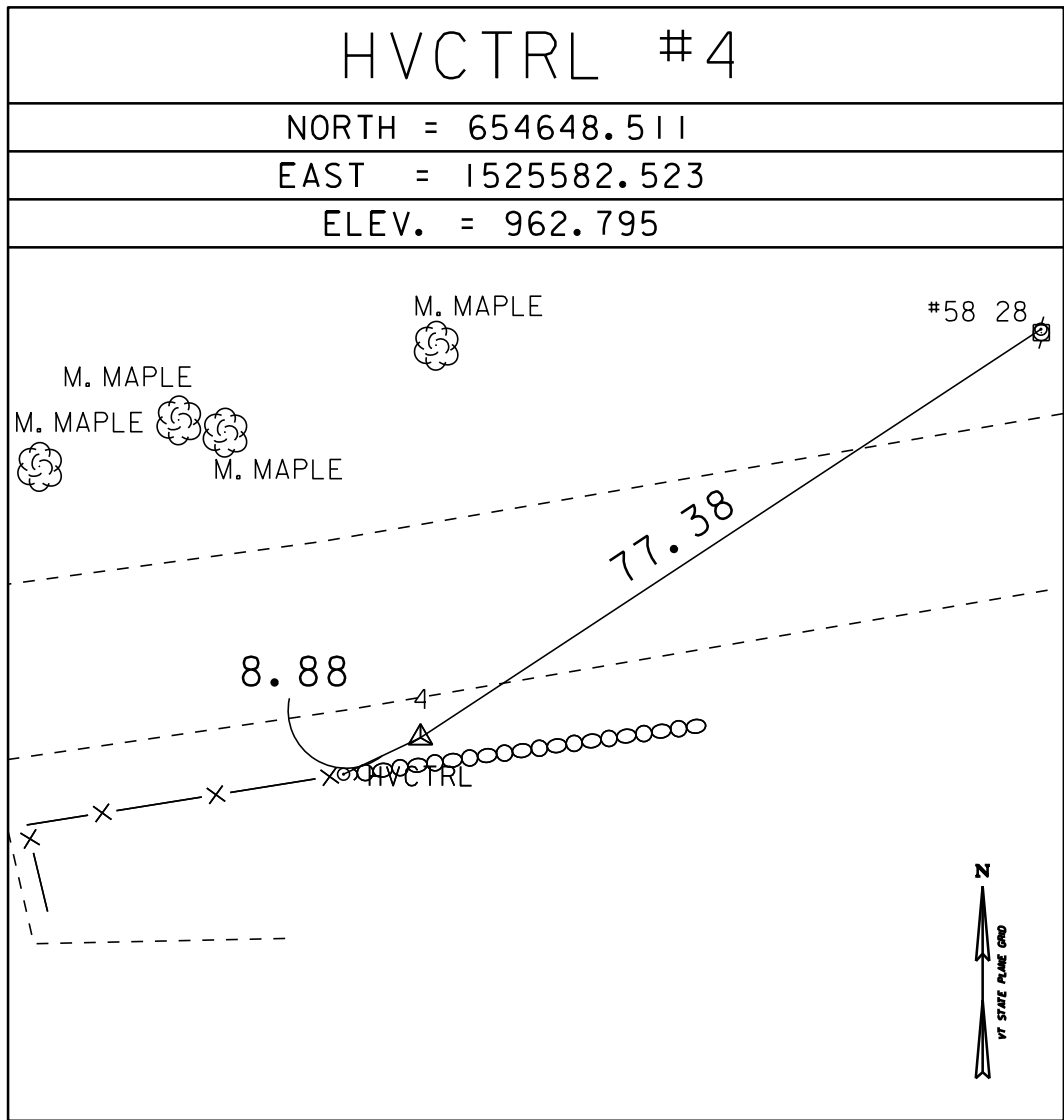 HVCTRL #4
NORTH = 654648.511
EAST = 1525582.523
ELEV. = 962.795
M. MAPLE
#58 28
M. MAPLE
M. MAPLE
M. MAPLE
77.38
8.88
4
HVCTRL
N
VT STATE PLANE GRID